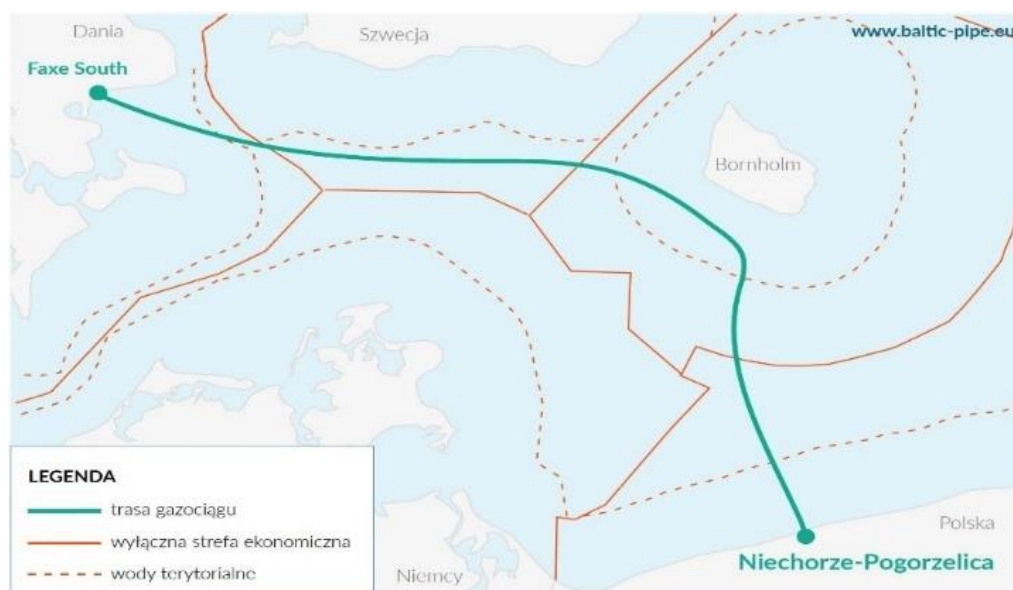 Dania
Szwecja
www.baltic-pipe.eu
Faxe South
Bornholm
LEGENDA
trasa gazociągu
wyłączna strefa ekonomiczna
wody terytorialne
Niemcy
Polska
Niechorze-Pogorzelica